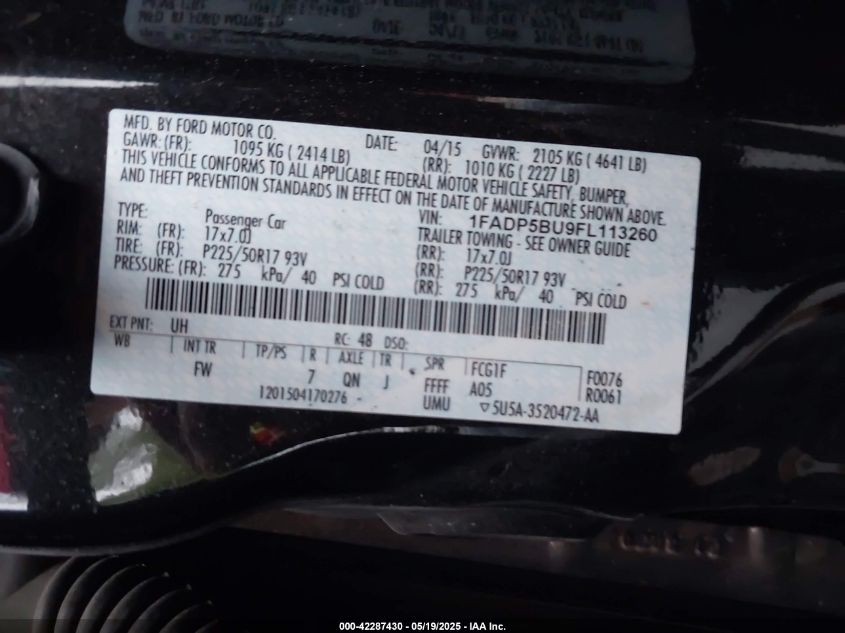 MFD. BY FORD MOTOR CO. DATE: 04/15 GVWR: 2105 KG ( 4641 LB)
GAWR: (FR): 1095 KG ( 2414 LB) (RR): 1010 KG ( 2227 LB)
THIS VEHICLE CONFORMS TO ALL APPLICABLE FEDERAL MOTOR VEHICLE SAFETY, BUMPER,
AND THEFT PREVENTION STANDARDS IN EFFECT ON THE DATE OF MANUFACTURE SHOWN ABOVE.
VIN: 1FADP5BU9FL113260
TYPE: Passenger Car TRAILER TOWING - SEE OWNER GUIDE
RIM: (FR): 17x7.0J (RR): 17x7.0J
TIRE: (FR): P225/50R17 93V (RR): P225/50R17 93V
PRESSURE: (FR): 275 kPa/ 40 PSI COLD (RR): 275 kPa/ 40 PSI COLD
EXT PNT: UH RC: 48 DSO:
WB INT TR TP/PS R AXLE TR SPR FCG1F F0076
FW 7 QN J FFFF A05 R0061
1201504170276 UMU ▽5U5A-3520472-AA
000-42287430 - 05/19/2025 - IAA Inc.